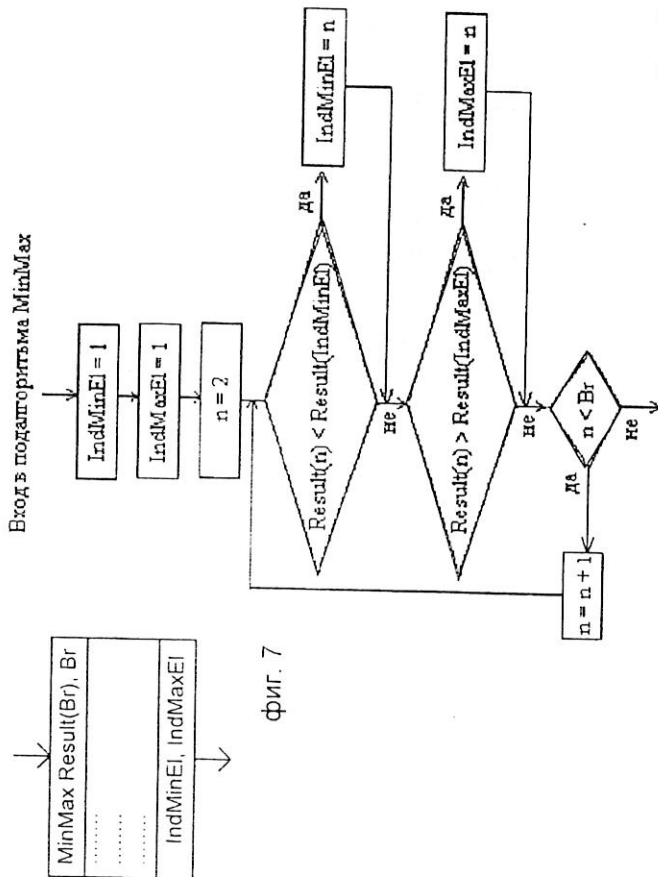 MinMax Result(Br), Br
............
............
IndMinEl, IndMaxEl
фиг. 7
Вход в подалгоритъма MinMax
IndMinEl = 1
IndMaxEl = 1
n = 2
Result(n) < Result(IndMinEl)
да
IndMinEl = n
не
Result(n) > Result(IndMaxEl)
да
IndMaxEl = n
не
n < Br
да
n = n + 1
не